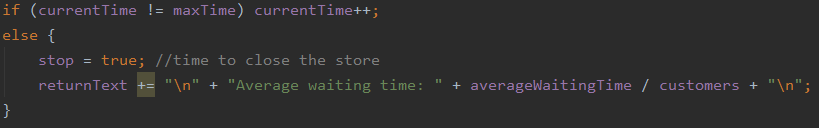 if (currentTime != maxTime) currentTime++;
else {
    stop = true; //time to close the store
    returnText += "\n" + "Average waiting time: " + averageWaitingTime / customers + "\n";
}